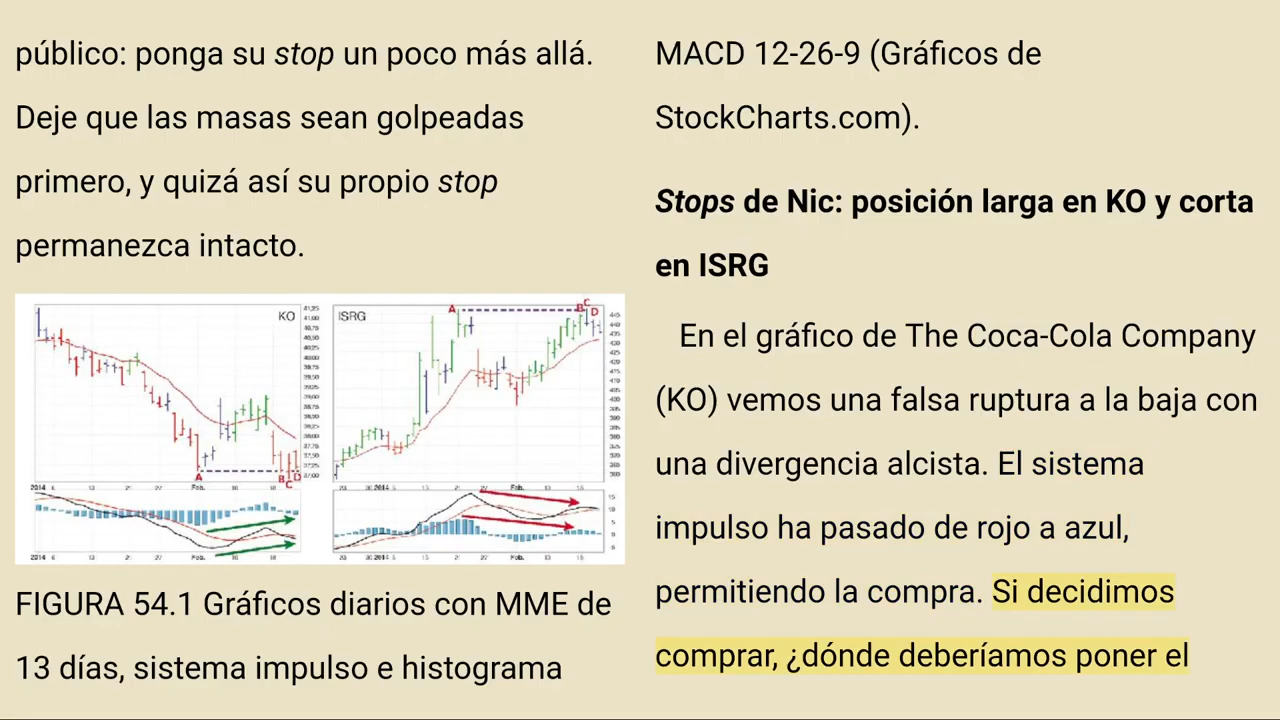 público: ponga su stop un poco más allá.
Deje que las masas sean golpeadas
primero, y quizá así su propio stop
permanezca intacto.
KO
ISRG
A
B
C
D
A
B
C
D
2014
Feb.
2014
Feb.
FIGURA 54.1 Gráficos diarios con MME de
13 días, sistema impulso e histograma
MACD 12-26-9 (Gráficos de
StockCharts.com).
Stops de Nic: posición larga en KO y corta
en ISRG
En el gráfico de The Coca-Cola Company
(KO) vemos una falsa ruptura a la baja con
una divergencia alcista. El sistema
impulso ha pasado de rojo a azul,
permitiendo la compra. Si decidimos
comprar, ¿dónde deberíamos poner el